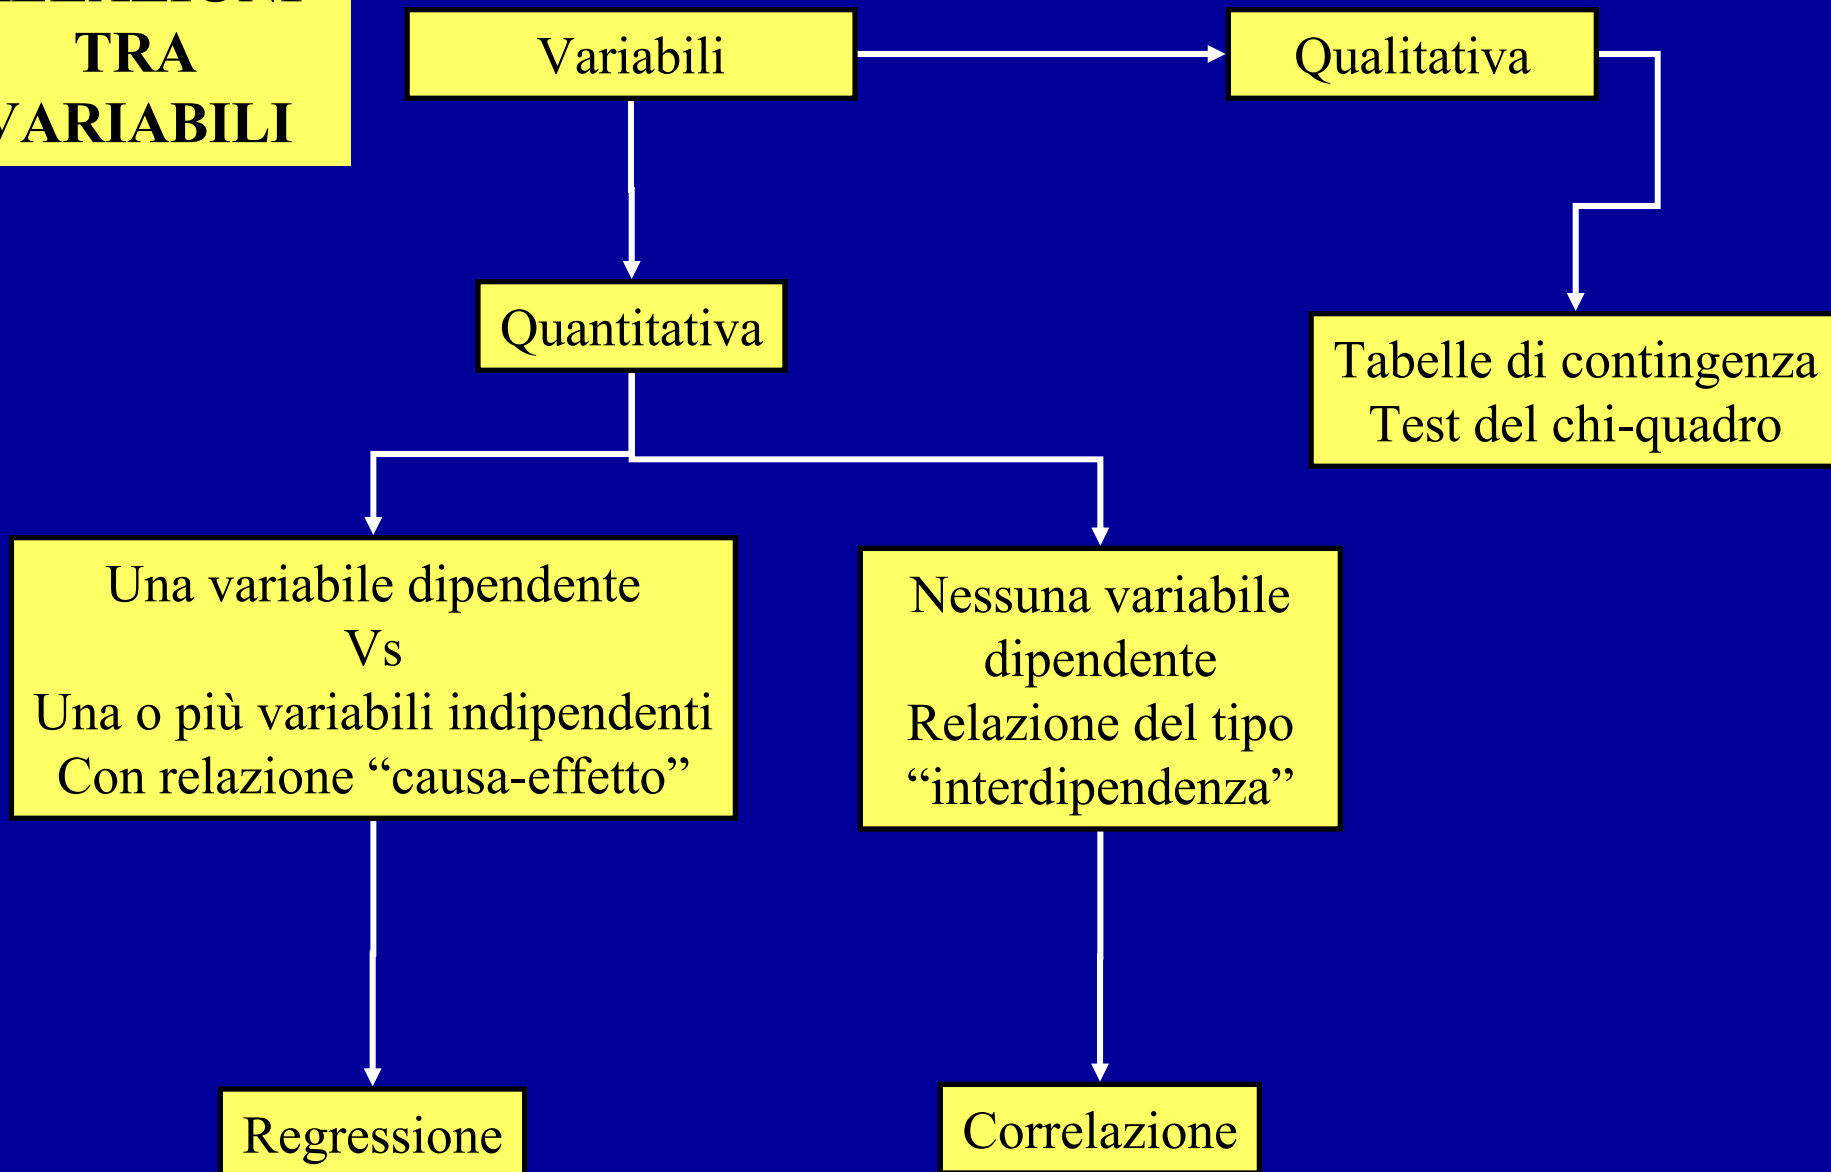 TRA
VARIABILI
Variabili
Qualitativa
Quantitativa
Tabelle di contingenza
Test del chi-quadro
Una variabile dipendente
Vs
Una o più variabili indipendenti
Con relazione “causa-effetto”
Nessuna variabile
dipendente
Relazione del tipo
“interdipendenza”
Regressione
Correlazione